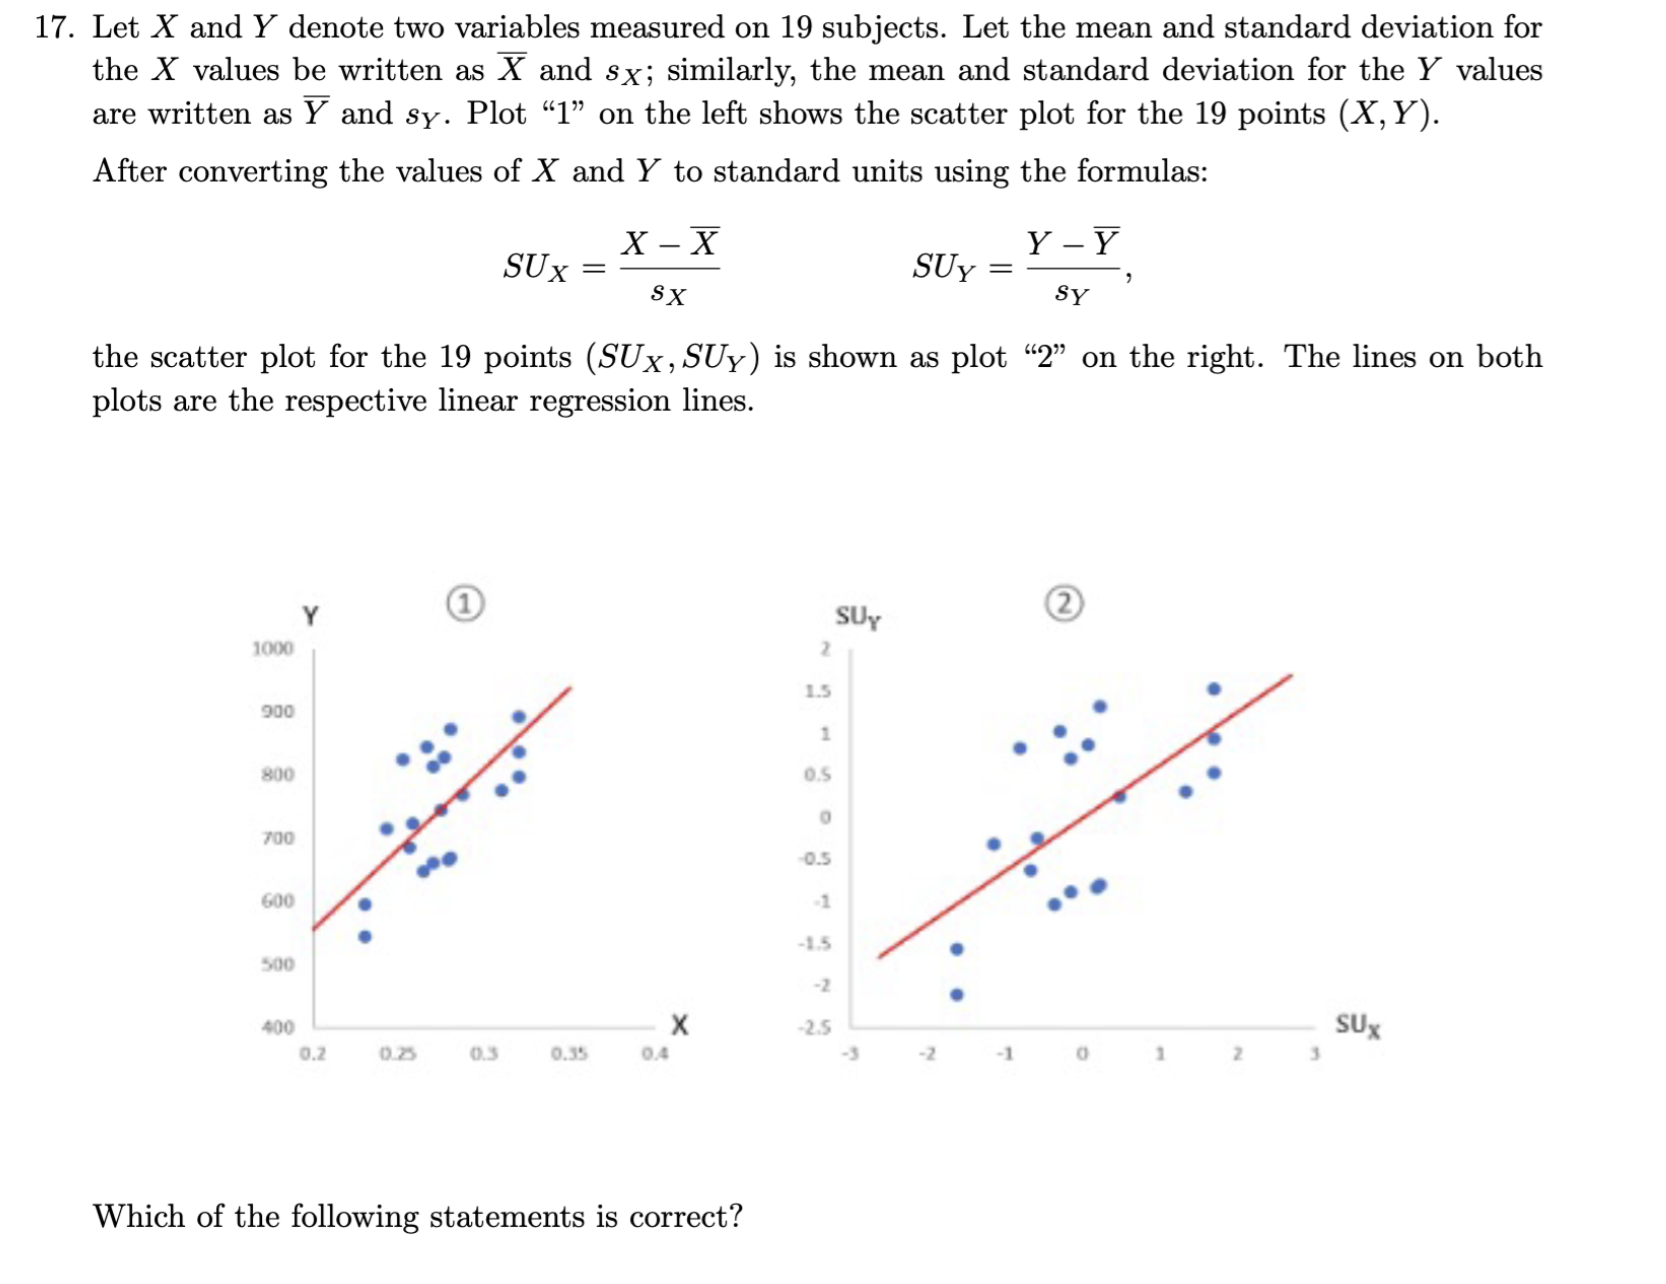 17. Let X and Y denote two variables measured on 19 subjects. Let the mean and standard deviation for
the X values be written as X̅ and s_X; similarly, the mean and standard deviation for the Y values
are written as Y̅ and s_Y. Plot “1” on the left shows the scatter plot for the 19 points (X, Y).
After converting the values of X and Y to standard units using the formulas:
SU_X = (X − X̅)/s_X    SU_Y = (Y − Y̅)/s_Y,
the scatter plot for the 19 points (SU_X, SU_Y) is shown as plot “2” on the right. The lines on both
plots are the respective linear regression lines.
①
Y
1000
900
800
700
600
500
400
0.2 0.25 0.3 0.35 0.4
X
②
SU_Y
2
1.5
1
0.5
0
-0.5
-1
-1.5
-2
-2.5
-3 -2 -1 0 1 2 3
SU_X
Which of the following statements is correct?